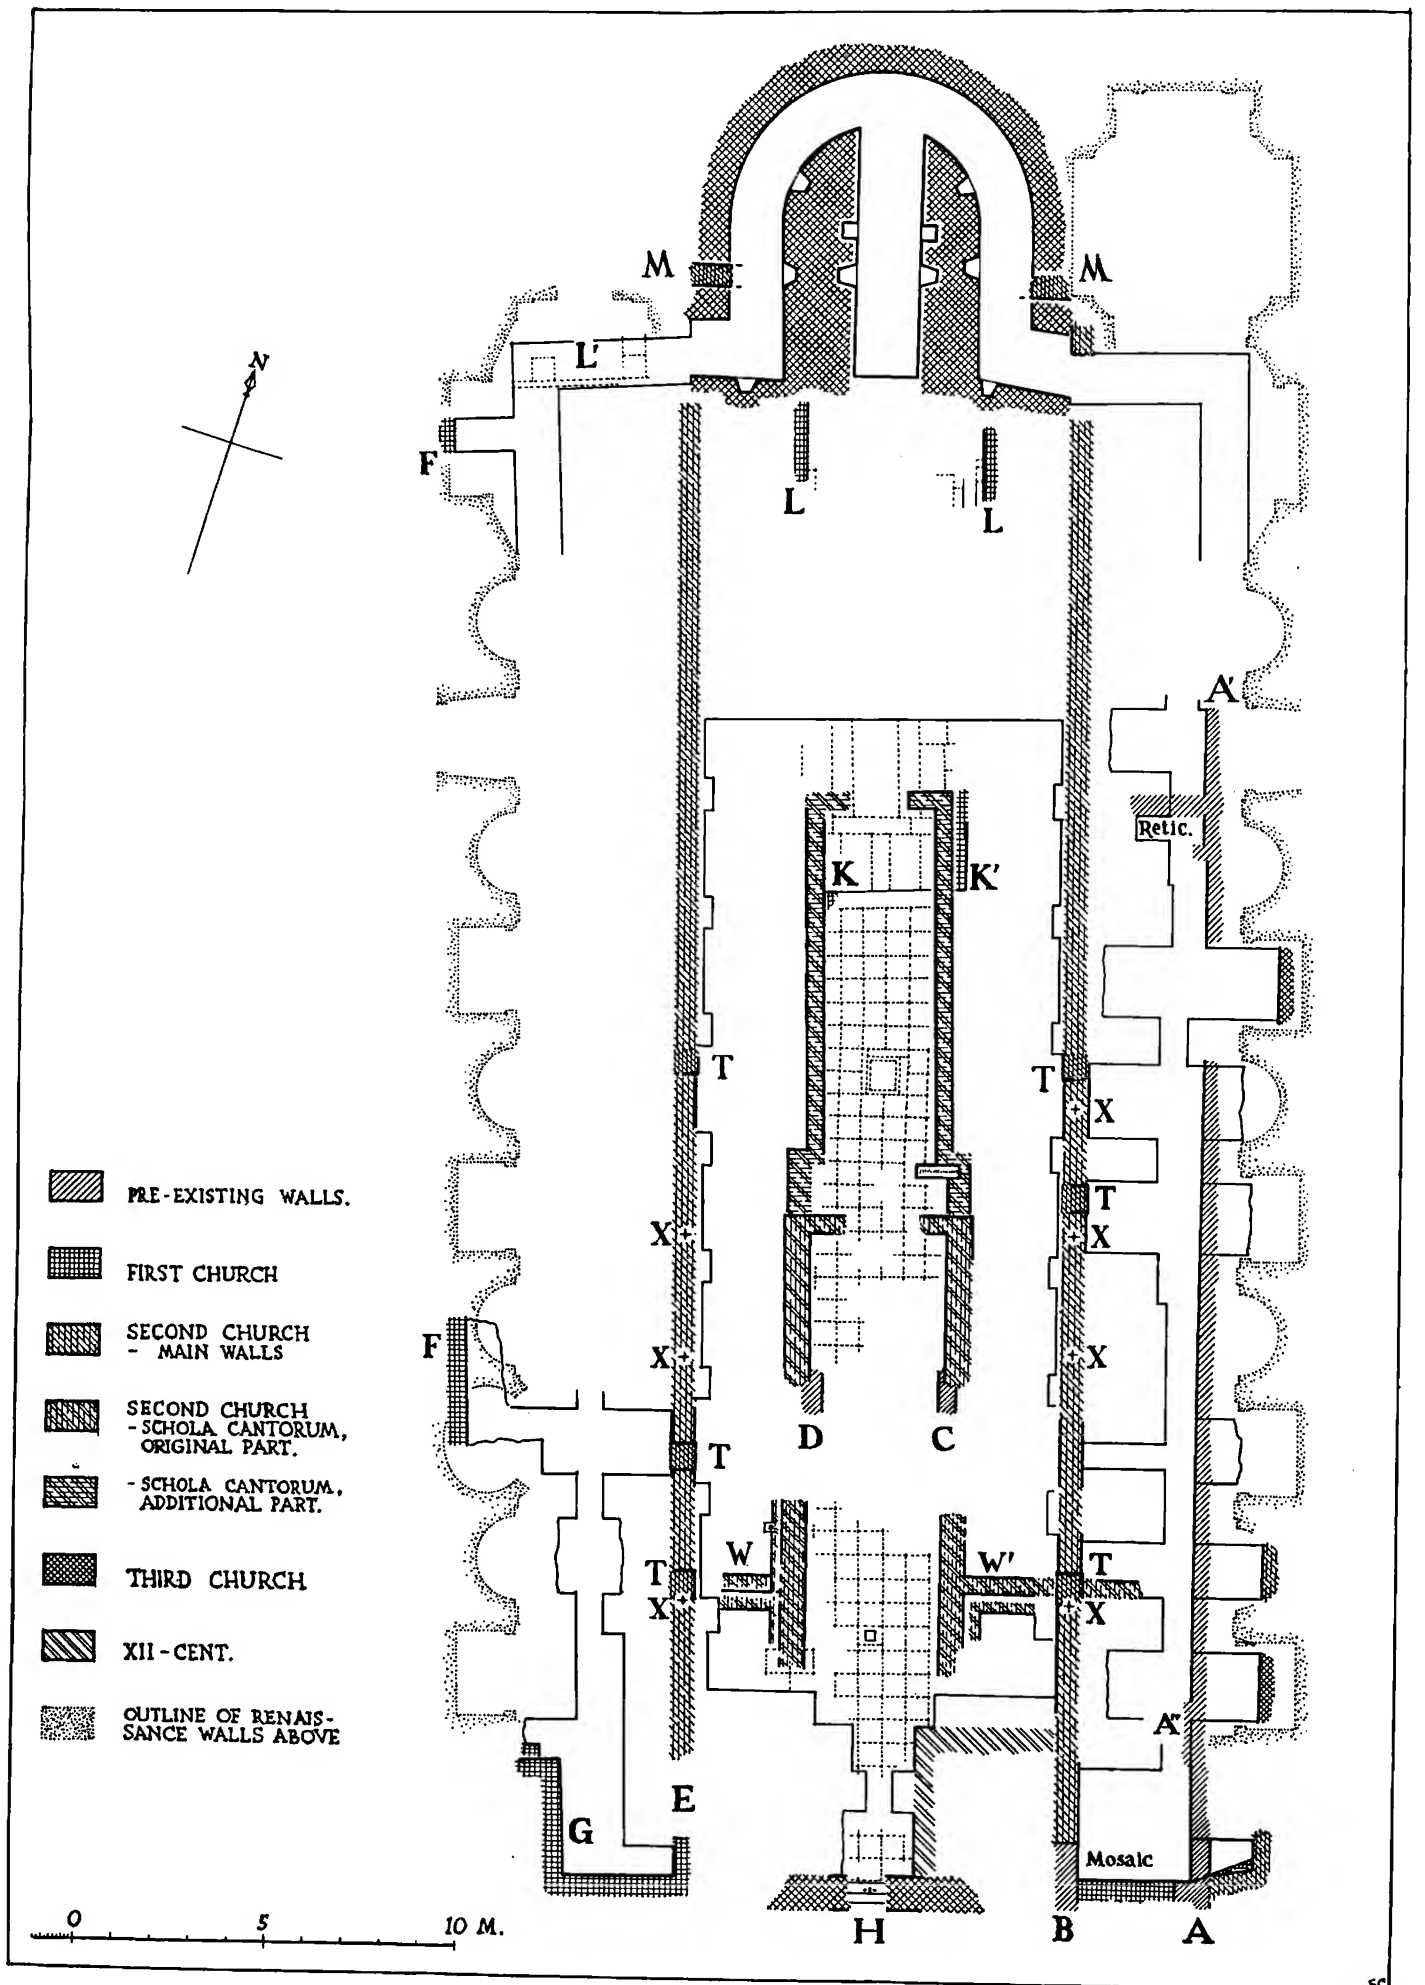 M
M
N
L'
F
L
L
A'
Retic.
K
K'
T
T
X
T
X
X
F
X
X
D
C
T
W
W'
T
T
X
X
A"
E
G
Mosaic
H
B
A
PRE-EXISTING WALLS.
FIRST CHURCH
SECOND CHURCH
- MAIN WALLS
SECOND CHURCH
- SCHOLA CANTORUM,
ORIGINAL PART.
- SCHOLA CANTORUM,
ADDITIONAL PART.
THIRD CHURCH
XII-CENT.
OUTLINE OF RENAIS-
SANCE WALLS ABOVE
0 5 10 M.